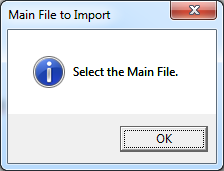 Main File to Import
Select the Main File.
OK